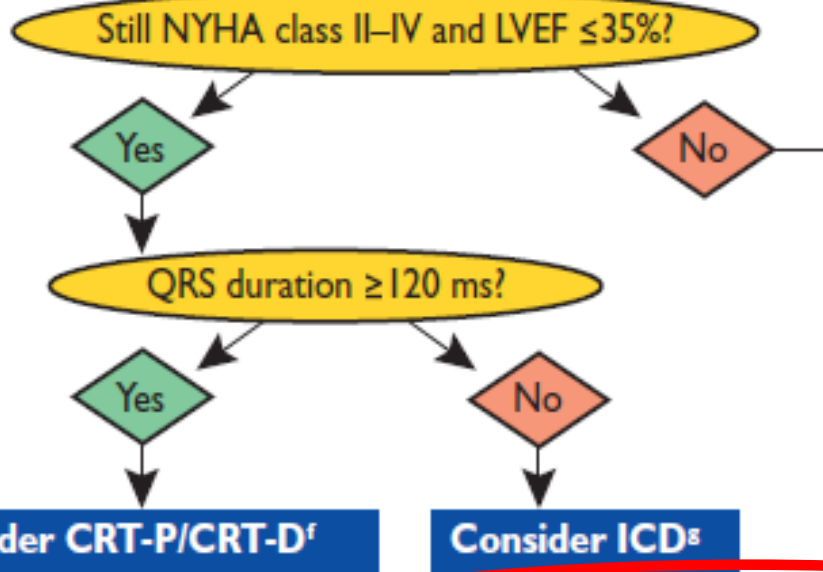 Still NYHA class II–IV and LVEF ≤35%?
Yes
No
QRS duration ≥120 ms?
Yes
No
der CRT-P/CRT-Dᶠ
Consider ICDᵍ